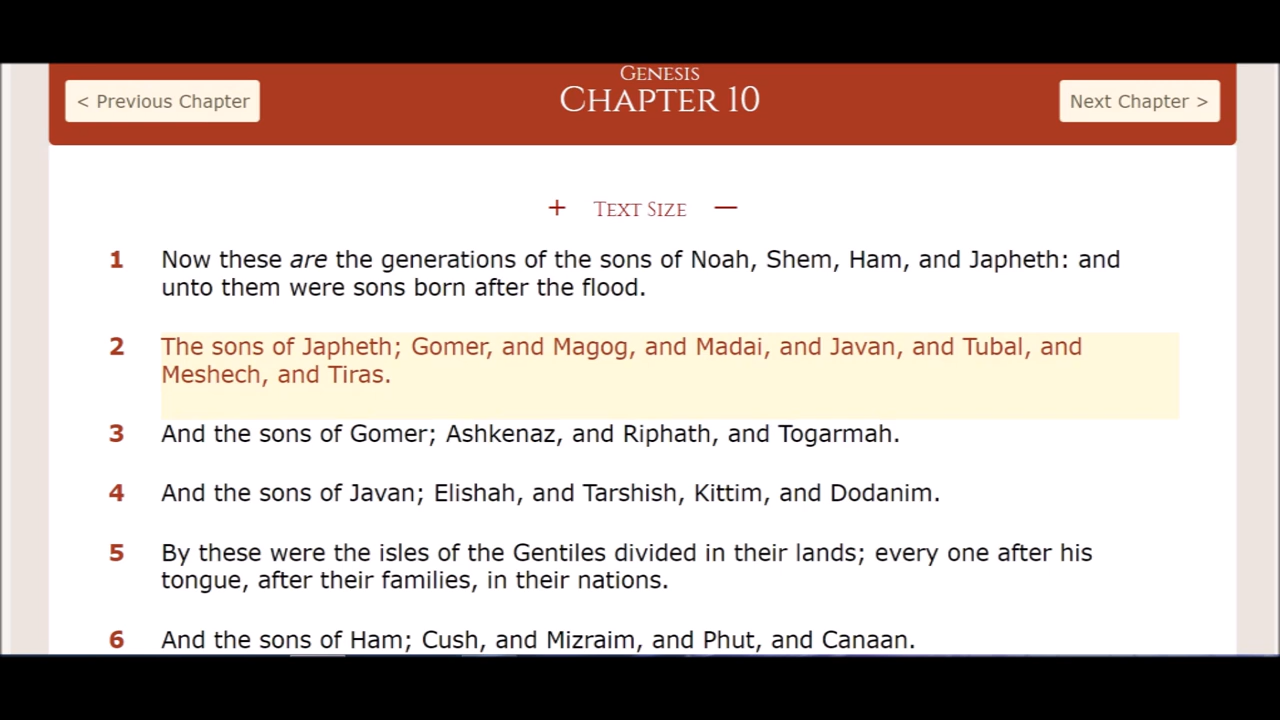 GENESIS
< Previous Chapter
CHAPTER 10
Next Chapter >
+ TEXT SIZE —
1 Now these are the generations of the sons of Noah, Shem, Ham, and Japheth: and
unto them were sons born after the flood.
2 The sons of Japheth; Gomer, and Magog, and Madai, and Javan, and Tubal, and
Meshech, and Tiras.
3 And the sons of Gomer; Ashkenaz, and Riphath, and Togarmah.
4 And the sons of Javan; Elishah, and Tarshish, Kittim, and Dodanim.
5 By these were the isles of the Gentiles divided in their lands; every one after his
tongue, after their families, in their nations.
6 And the sons of Ham; Cush, and Mizraim, and Phut, and Canaan.